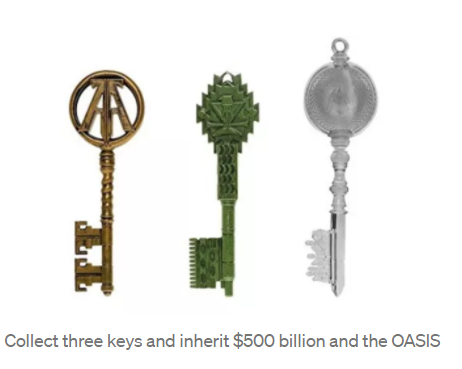 Collect three keys and inherit $500 billion and the OASIS